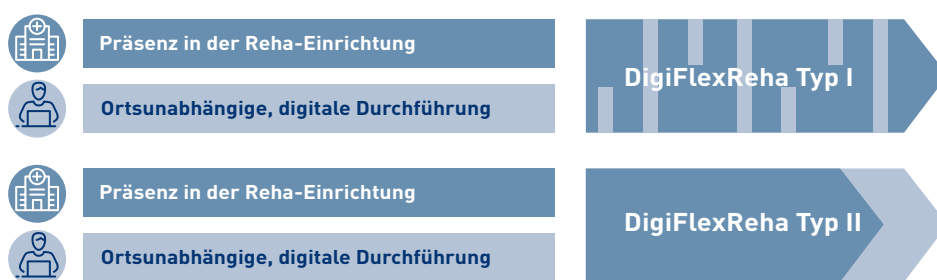 Präsenz in der Reha-Einrichtung
Ortsunabhängige, digitale Durchführung
DigiFlexReha Typ I
Präsenz in der Reha-Einrichtung
Ortsunabhängige, digitale Durchführung
DigiFlexReha Typ II